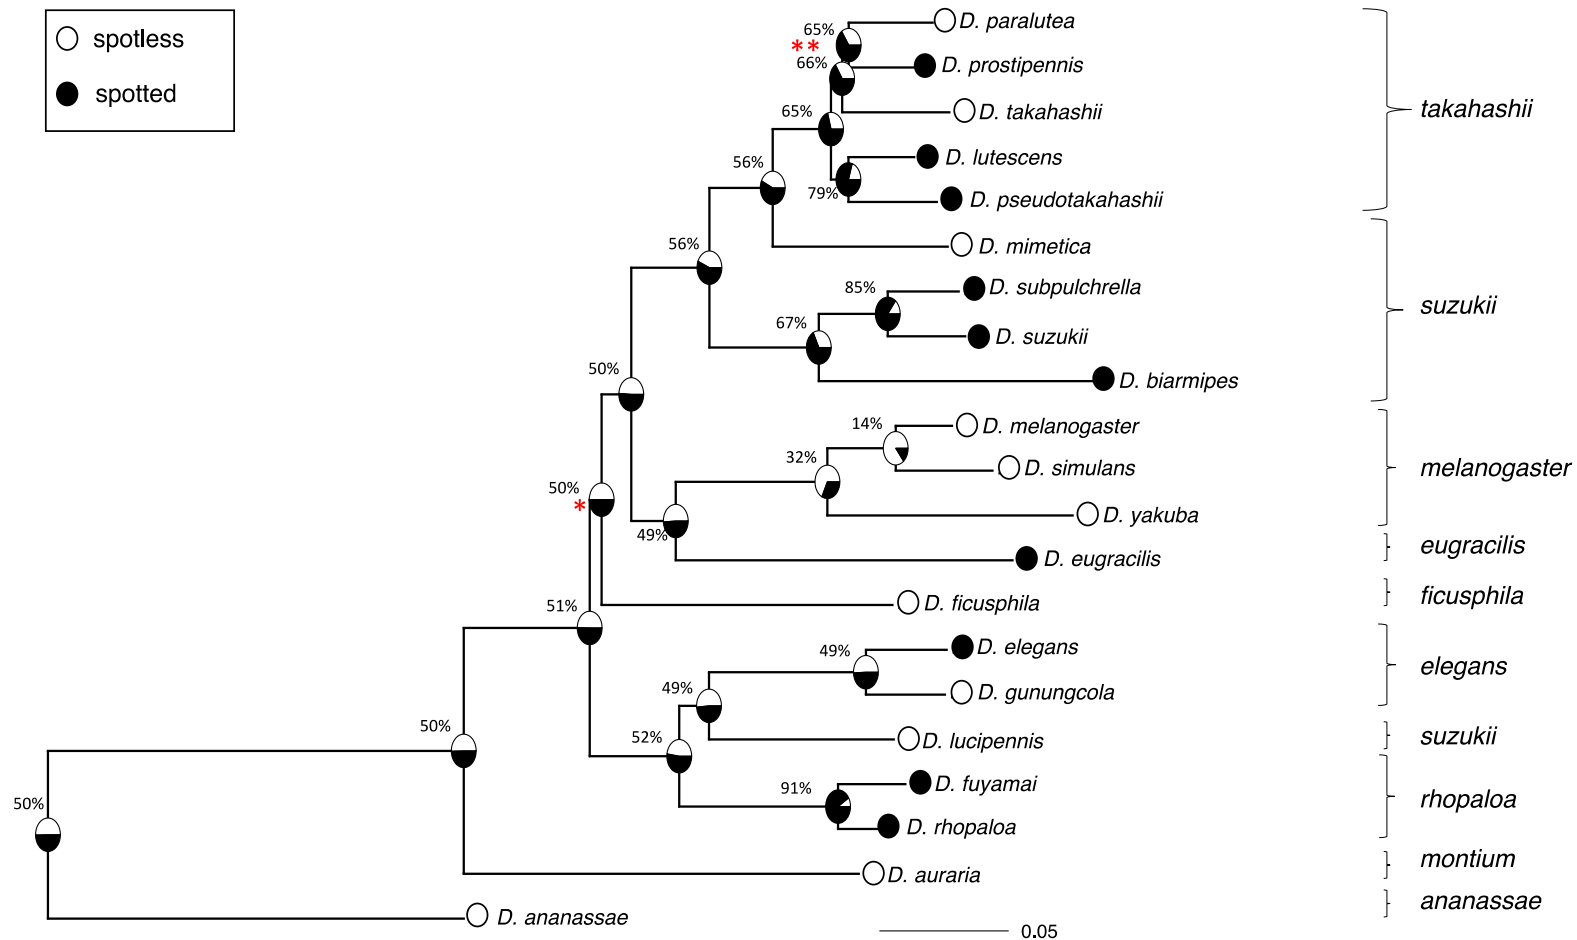 spotless
spotted
65%
**
66%
65%
56%
79%
56%
85%
67%
50%
14%
32%
50%
*
49%
51%
49%
49%
50%
52%
91%
50%
D. paralutea
D. prostipennis
D. takahashii
D. lutescens
D. pseudotakahashii
D. mimetica
D. subpulchrella
D. suzukii
D. biarmipes
D. melanogaster
D. simulans
D. yakuba
D. eugracilis
D. ficusphila
D. elegans
D. gunungcola
D. lucipennis
D. fuyamai
D. rhopaloa
D. auraria
D. ananassae
takahashii
suzukii
melanogaster
eugracilis
ficusphila
elegans
suzukii
rhopaloa
montium
ananassae
0.05